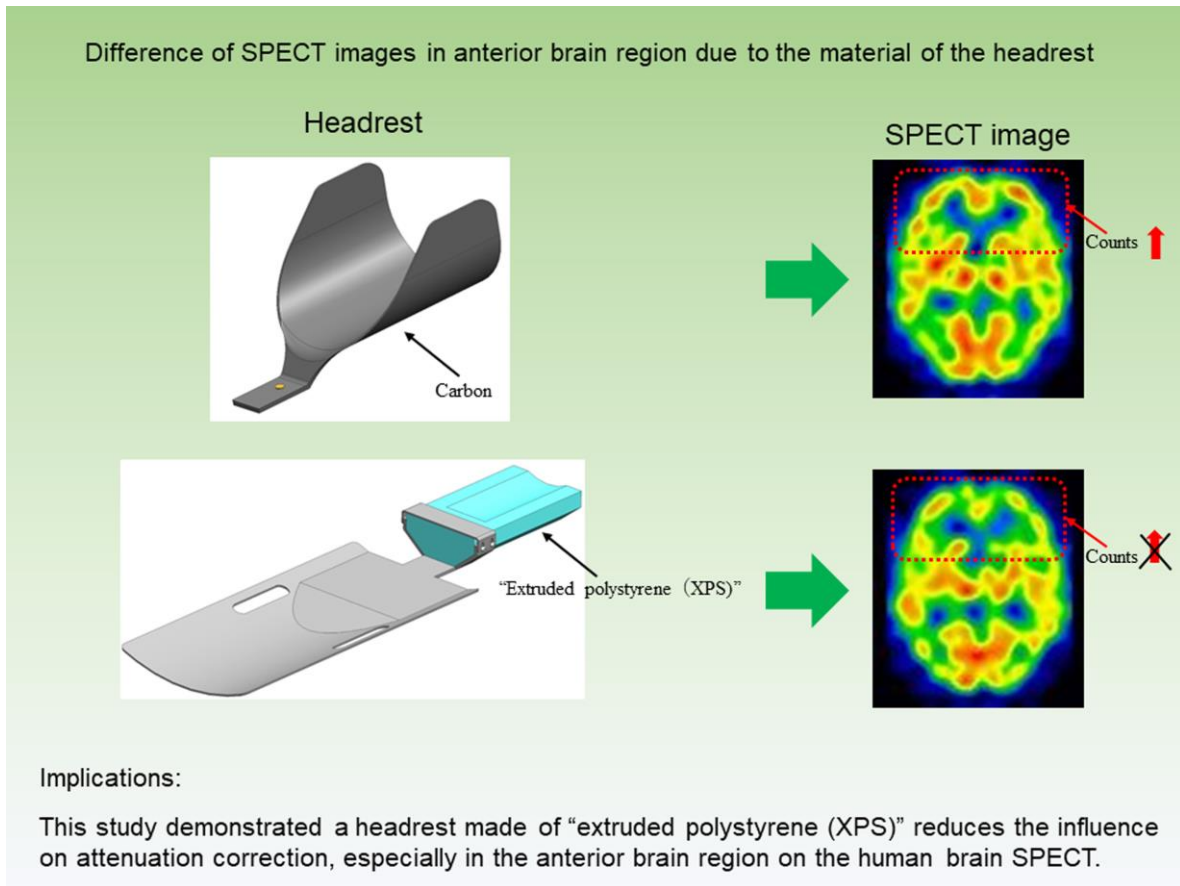 Difference of SPECT images in anterior brain region due to the material of the headrest
Headrest
SPECT image
Counts
Carbon
Counts
“Extruded polystyrene（XPS)”
Implications:
This study demonstrated a headrest made of “extruded polystyrene (XPS)” reduces the influence
on attenuation correction, especially in the anterior brain region on the human brain SPECT.